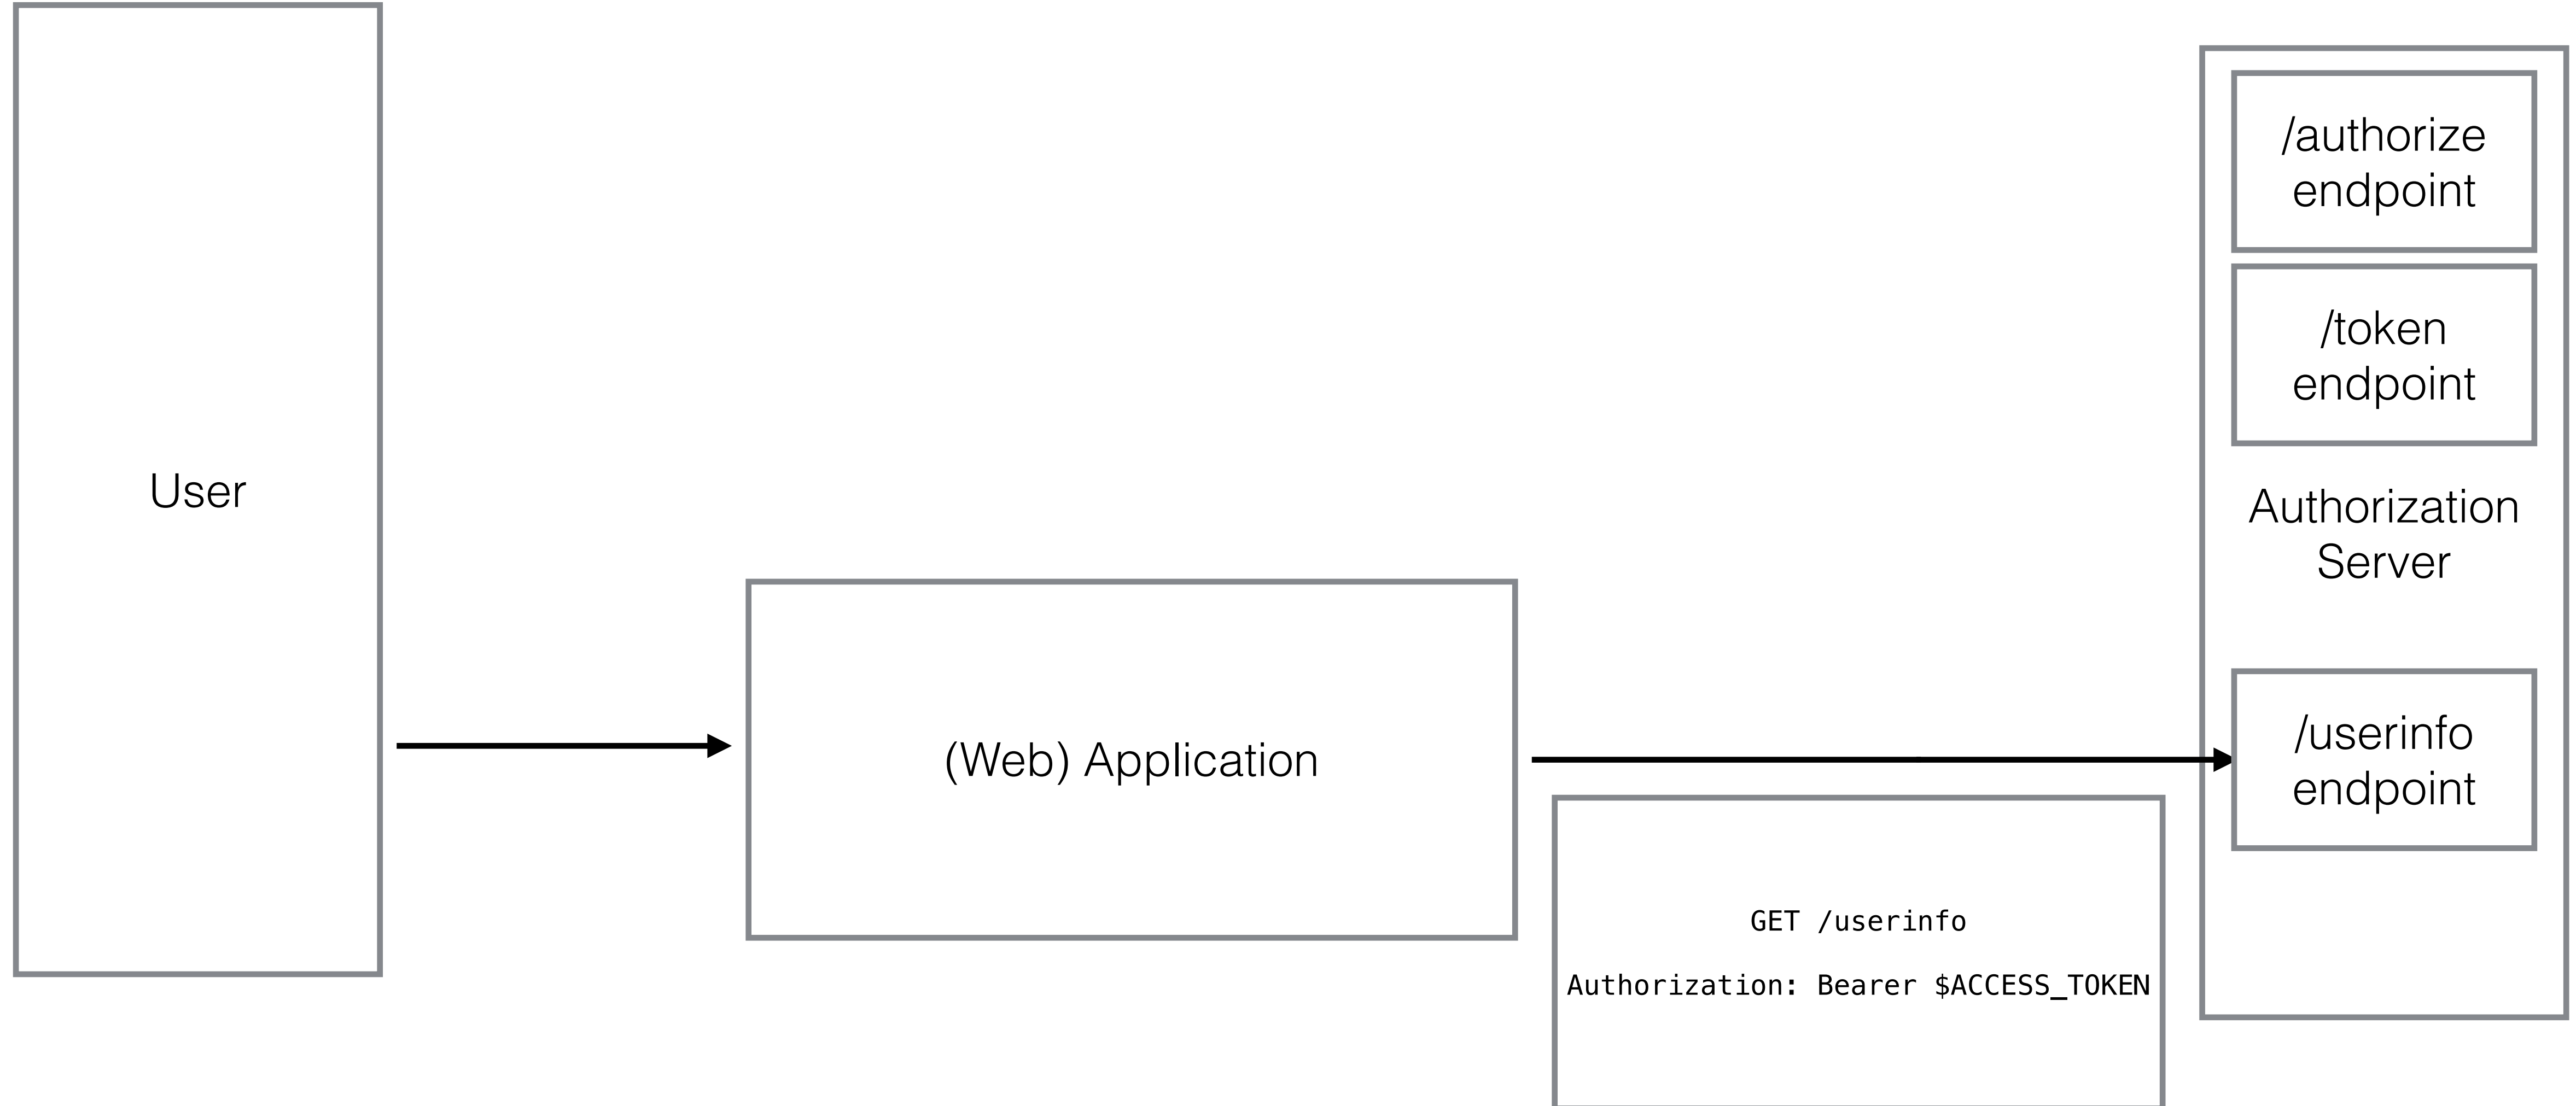 User
(Web) Application
/authorize
endpoint
/token
endpoint
Authorization
Server
/userinfo
endpoint
GET /userinfo
Authorization: Bearer $ACCESS_TOKEN